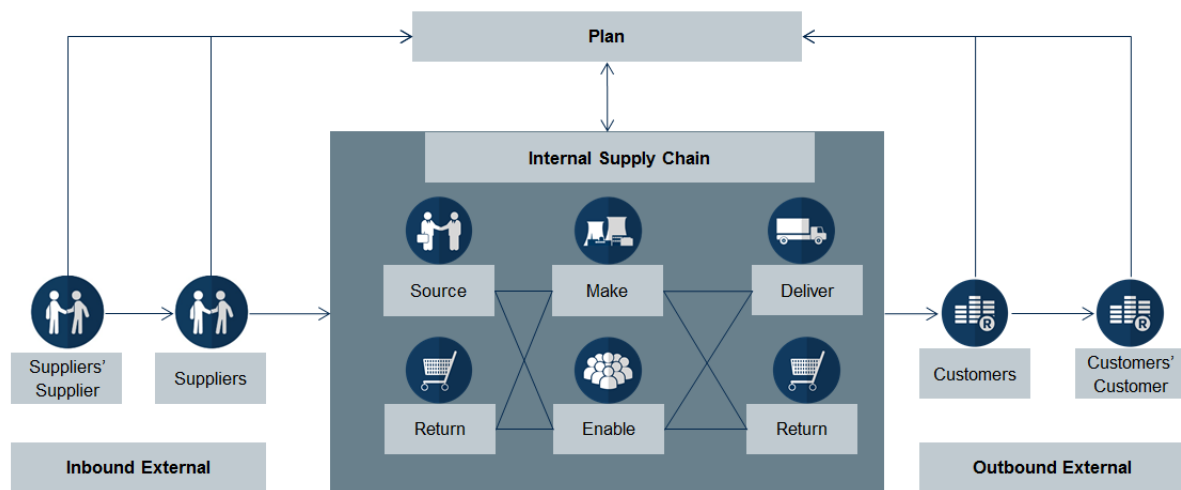 Plan
Internal Supply Chain
Source
Make
Deliver
Suppliers'
Supplier
Suppliers
Return
Enable
Return
Customers
Customers'
Customer
R
R
Inbound External
Outbound External